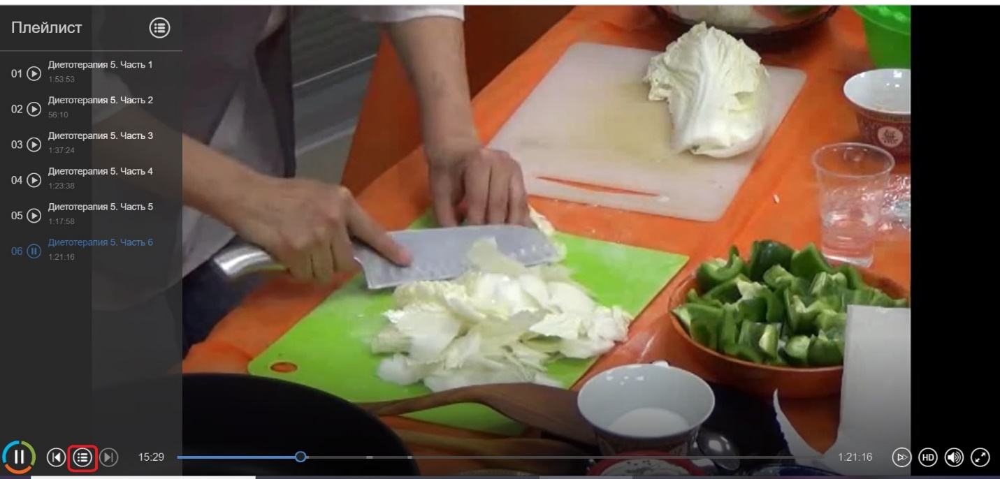 Плейлист
01 Диетотерапия 5. Часть 1
1:53:53
02 Диетотерапия 5. Часть 2
56:10
03 Диетотерапия 5. Часть 3
1:37:24
04 Диетотерапия 5. Часть 4
1:23:38
05 Диетотерапия 5. Часть 5
1:17:58
06 Диетотерапия 5. Часть 6
1:21:16
15:29 1:21:16 HD